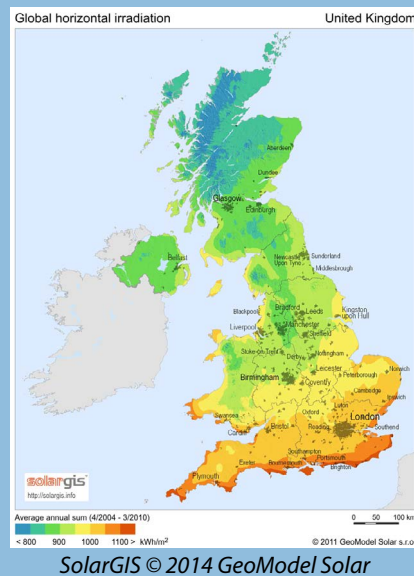 Global horizontal irradiation
United Kingdom
Aberdeen
Dundee
Glasgow
Edinburgh
Belfast
Newcastle Upon Tyne
Sunderland
Middlesbrough
Blackpool
Bradford
Leeds
Kingston upon Hull
Liverpool
Manchester
Sheffield
Stoke-On-Trent
Derby
Nottingham
Norwich
Birmingham
Leicester
Peterborough
Coventry
Cambridge
Ipswich
Swansea
Oxford
Luton
Cardiff
Bristol
Reading
London
Southend
Southampton
Portsmouth
Exeter
Bournemouth
Brighton
Plymouth
solargis
http://solargis.info
Average annual sum (4/2004 - 3/2010)
0 50 100 km
< 800 900 1000 1100 > kWh/m²
© 2011 GeoModel Solar s.r.o.
SolarGIS © 2014 GeoModel Solar